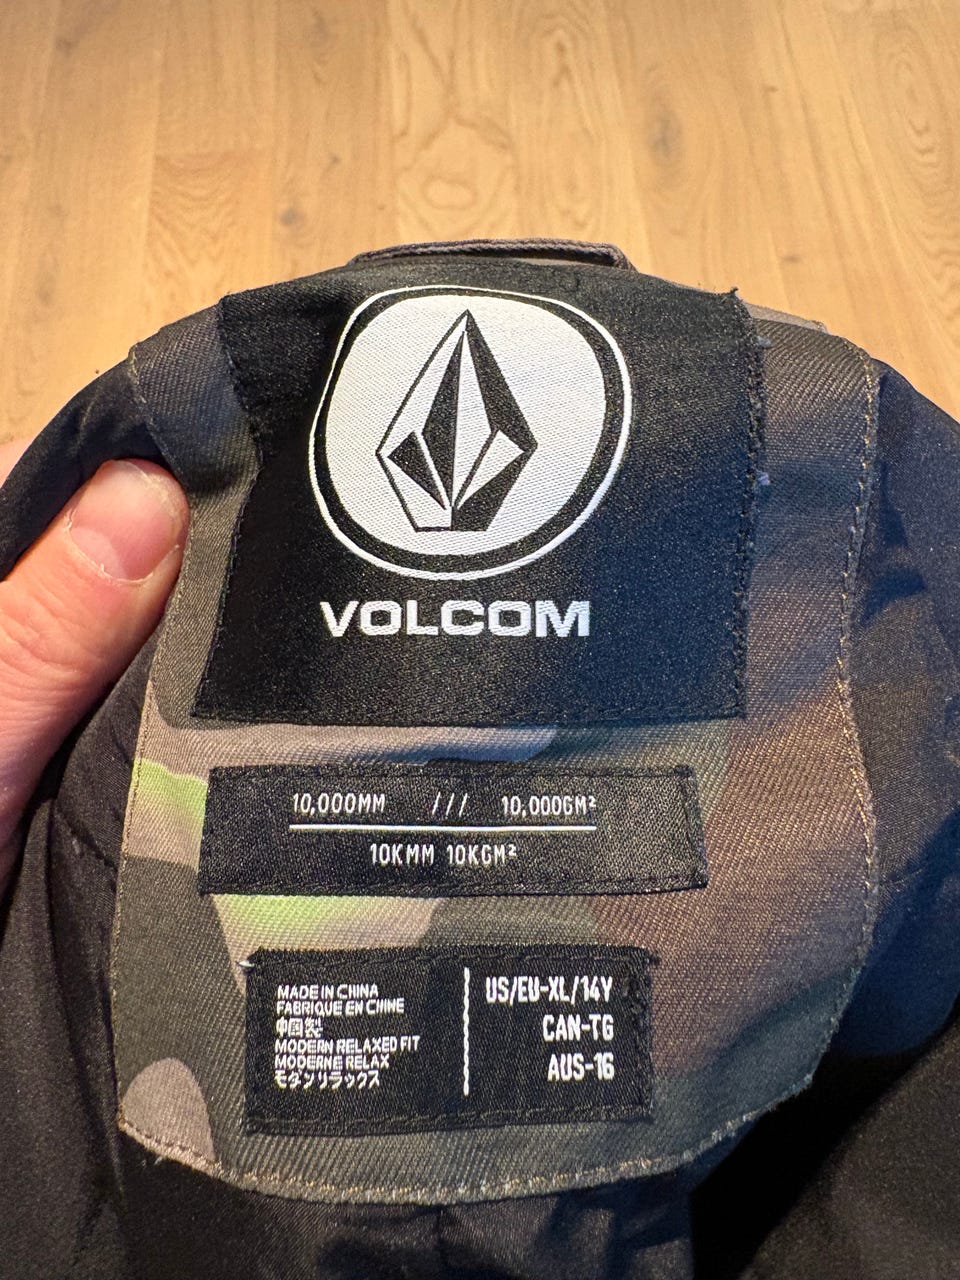 VOLCOM
10,000MM /// 10,000GM²
10KMM 10KGM²
MADE IN CHINA
FABRIQUE EN CHINE
中国製
MODERN RELAXED FIT
MODERNE RELAX
モダンリラックス
US/EU-XL/14Y
CAN-TG
AUS-16